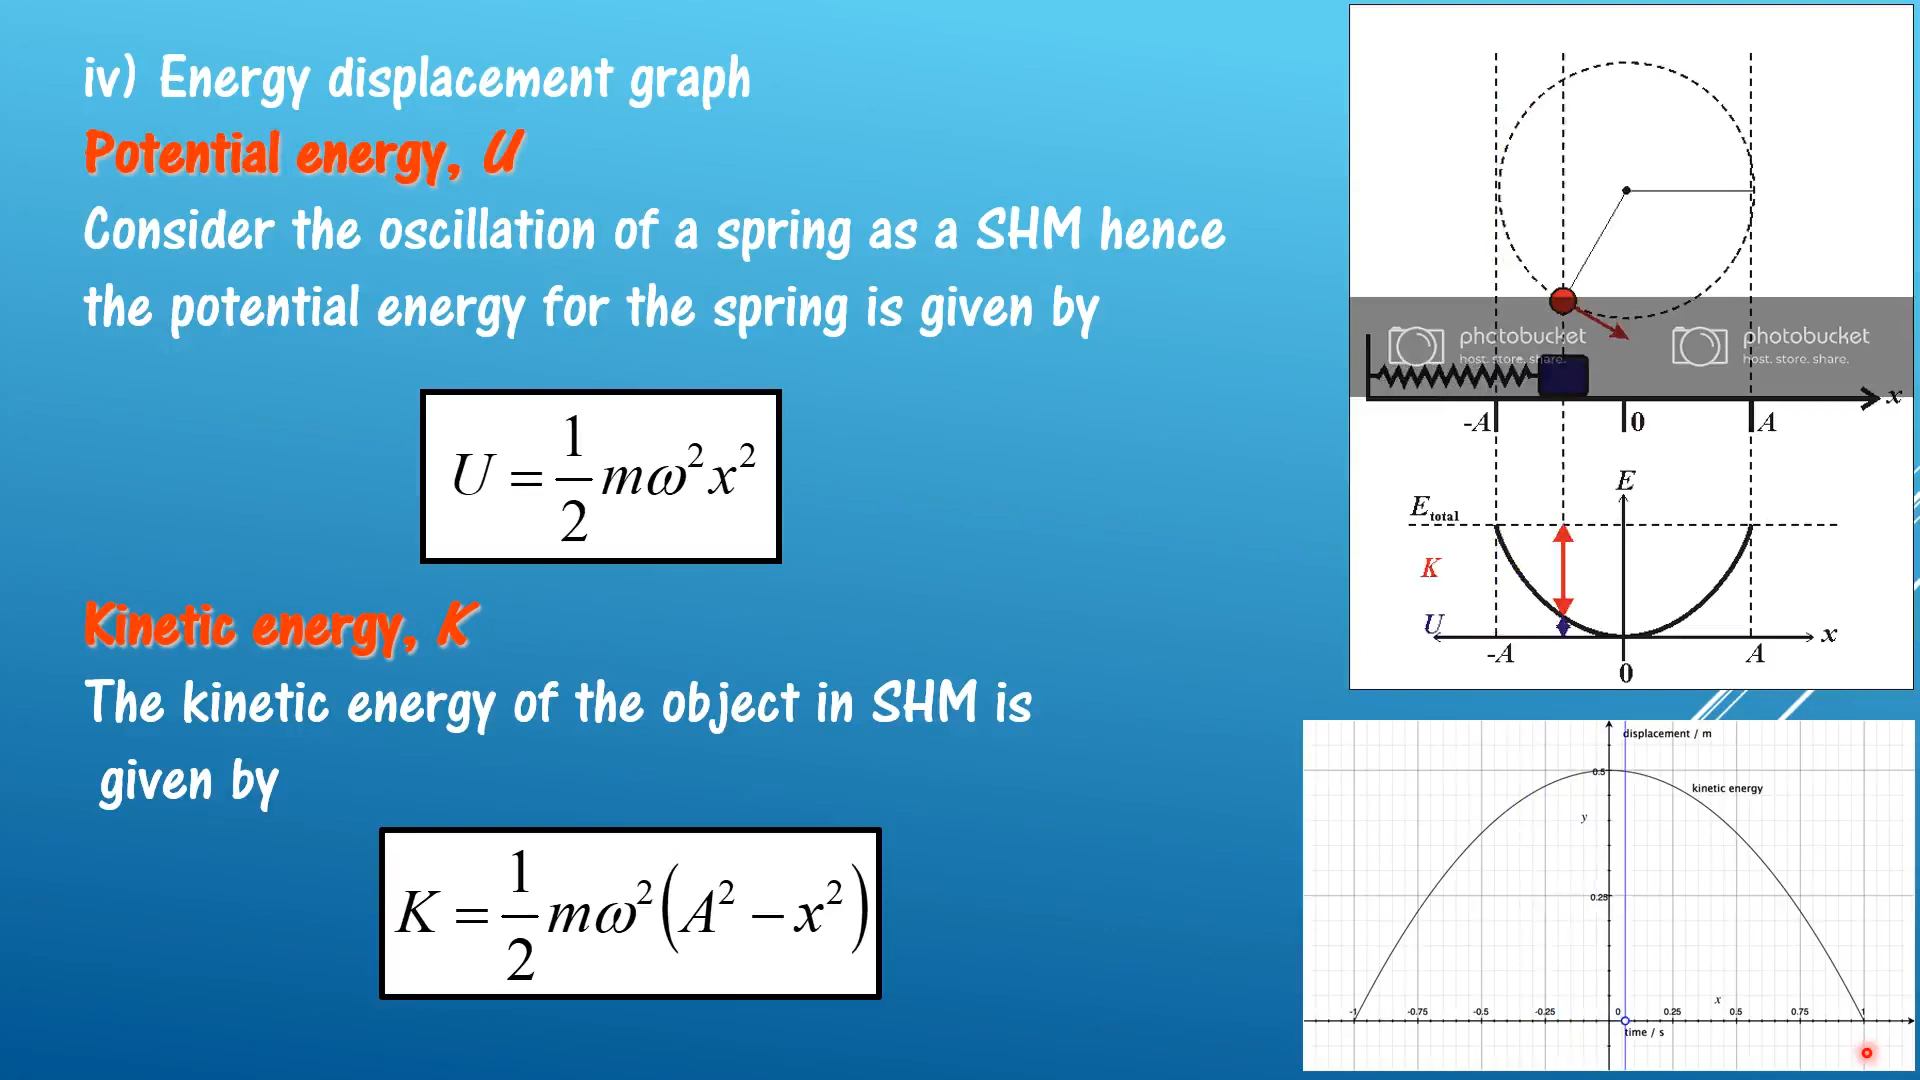 iv) Energy displacement graph
Potential energy, U
Consider the oscillation of a spring as a SHM hence
the potential energy for the spring is given by
U = 1/2 mω²x²
Kinetic energy, K
The kinetic energy of the object in SHM is
given by
K = 1/2 mω²(A² − x²)
photobucket
host. store. share.
photobucket
host. store. share.
x
-A
0
A
E
E total
K
U
x
-A
0
A
displacement / m
0.5
kinetic energy
y
0.25
x
-1 -0.75 -0.5 -0.25 0 0.25 0.5 0.75 1
time / s